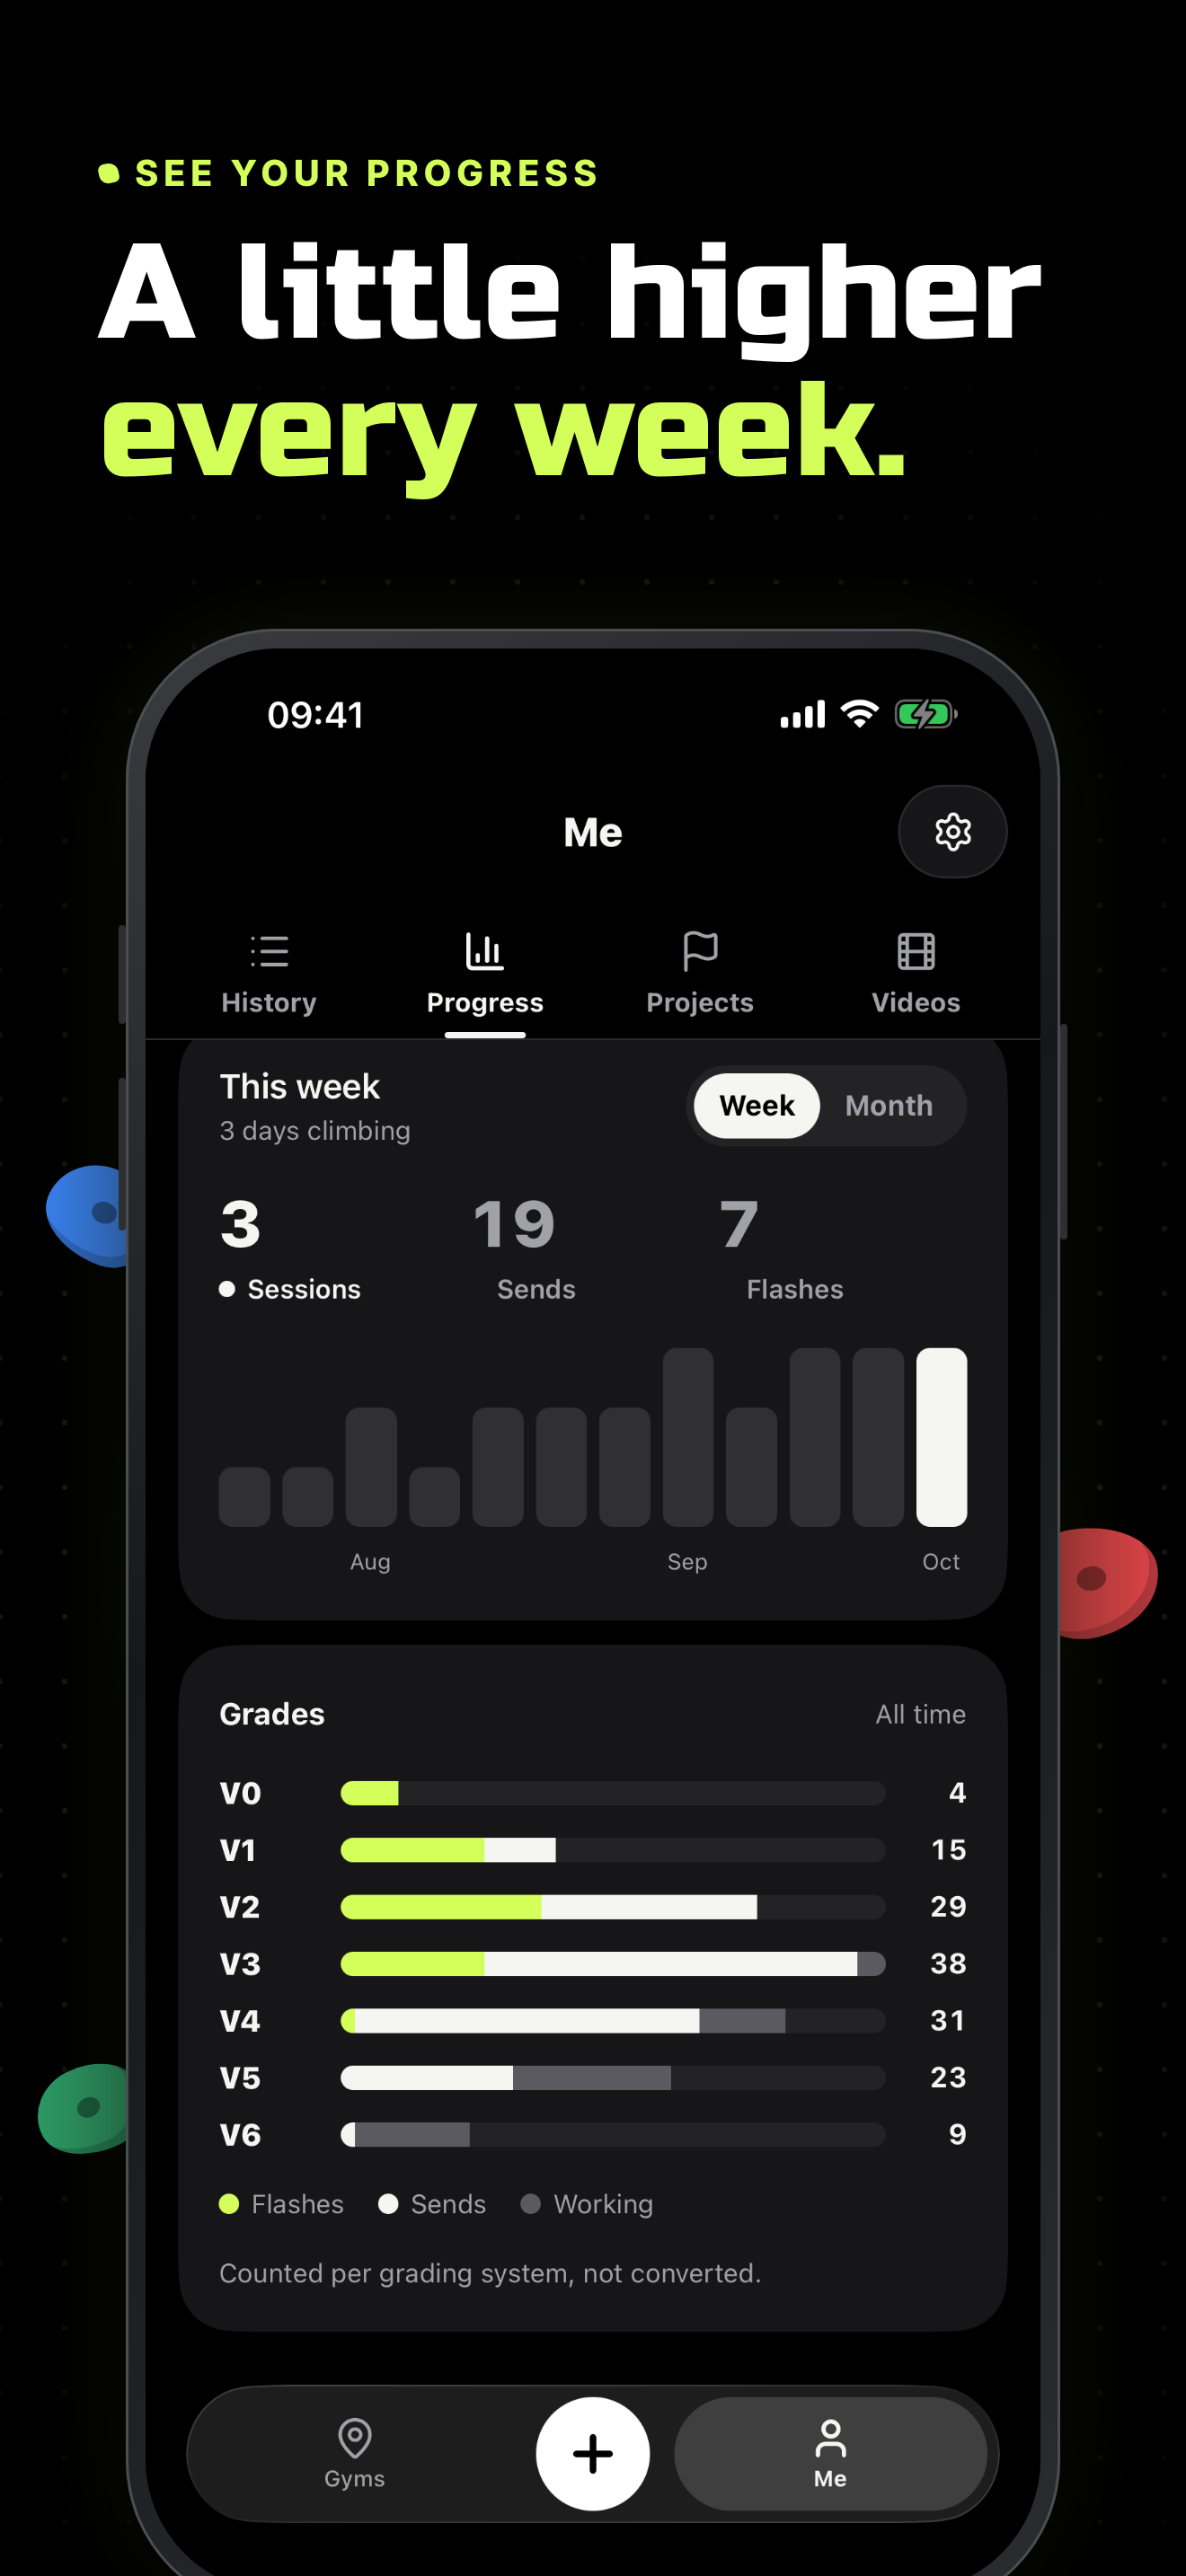 SEE YOUR PROGRESS
A little higher
every week.
09:41
Me
History Progress Projects Videos
This week
3 days climbing
Week Month
3 19 7
Sessions Sends Flashes
Aug Sep Oct
Grades All time
V0 4
V1 15
V2 29
V3 38
V4 31
V5 23
V6 9
Flashes Sends Working
Counted per grading system, not converted.
Gyms Me